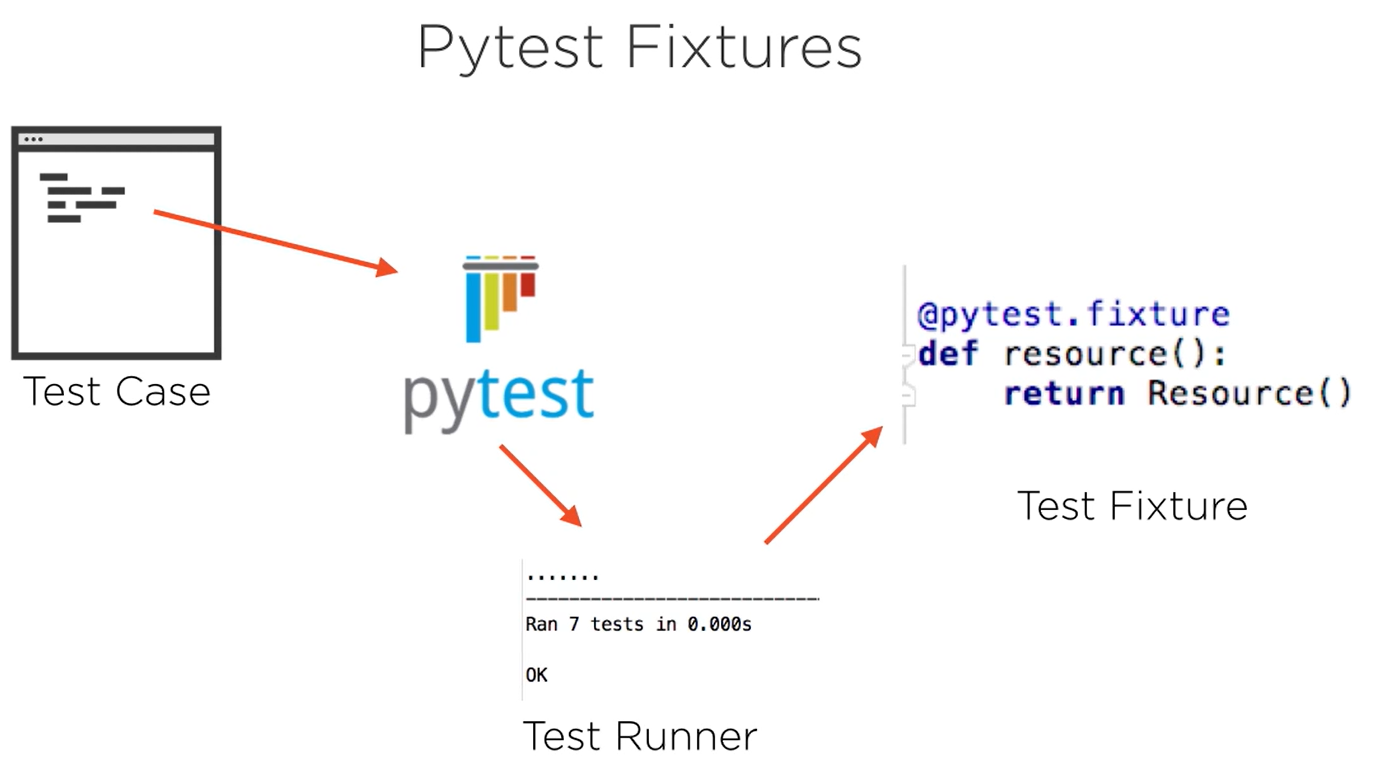 Pytest Fixtures
Test Case
pytest
@pytest.fixture
def resource():
    return Resource()
Test Fixture
.......
----------------------------
Ran 7 tests in 0.000s
OK
Test Runner